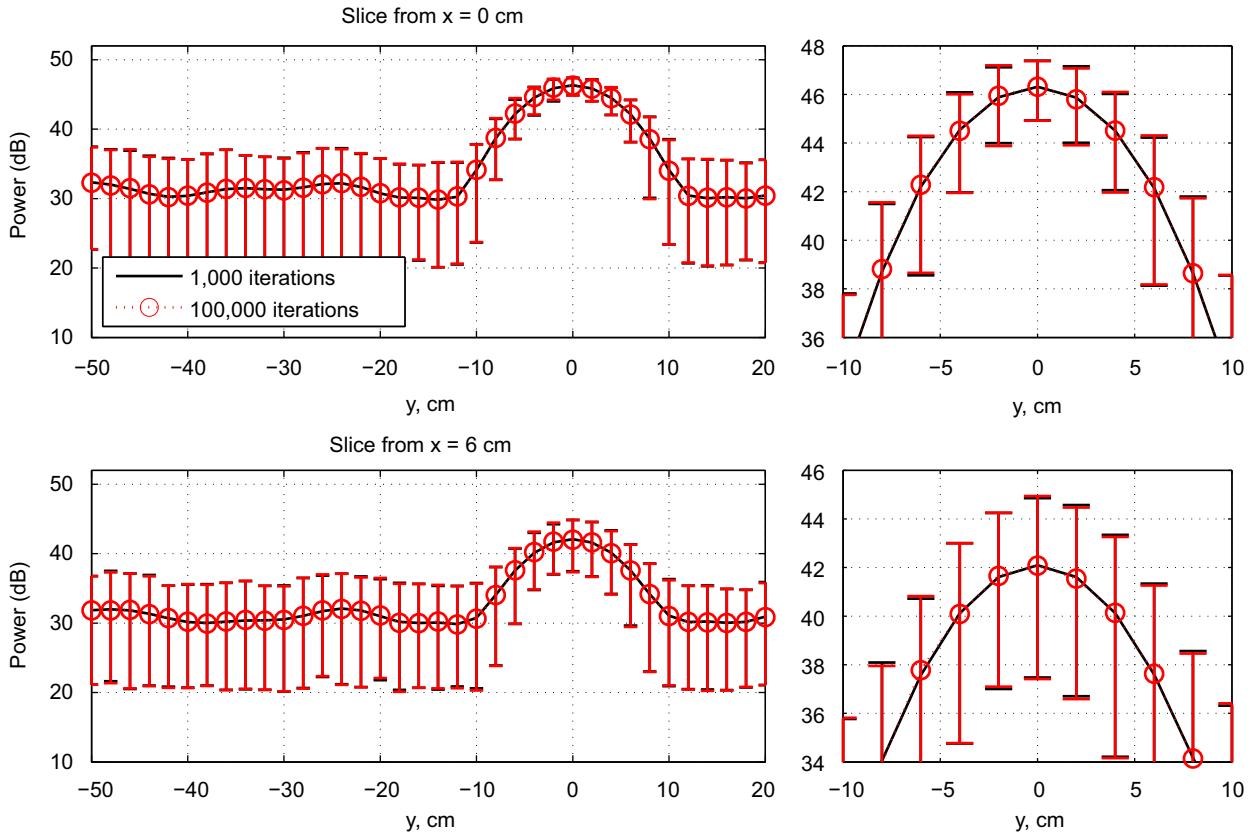 Slice from x = 0 cm
Power (dB)
50
40
30
20
10
1,000 iterations
100,000 iterations
−50 −40 −30 −20 −10 0 10 20
y, cm
48
46
44
42
40
38
36
−10 −5 0 5 10
y, cm
Slice from x = 6 cm
Power (dB)
50
40
30
20
10
−50 −40 −30 −20 −10 0 10 20
y, cm
46
44
42
40
38
36
34
−10 −5 0 5 10
y, cm